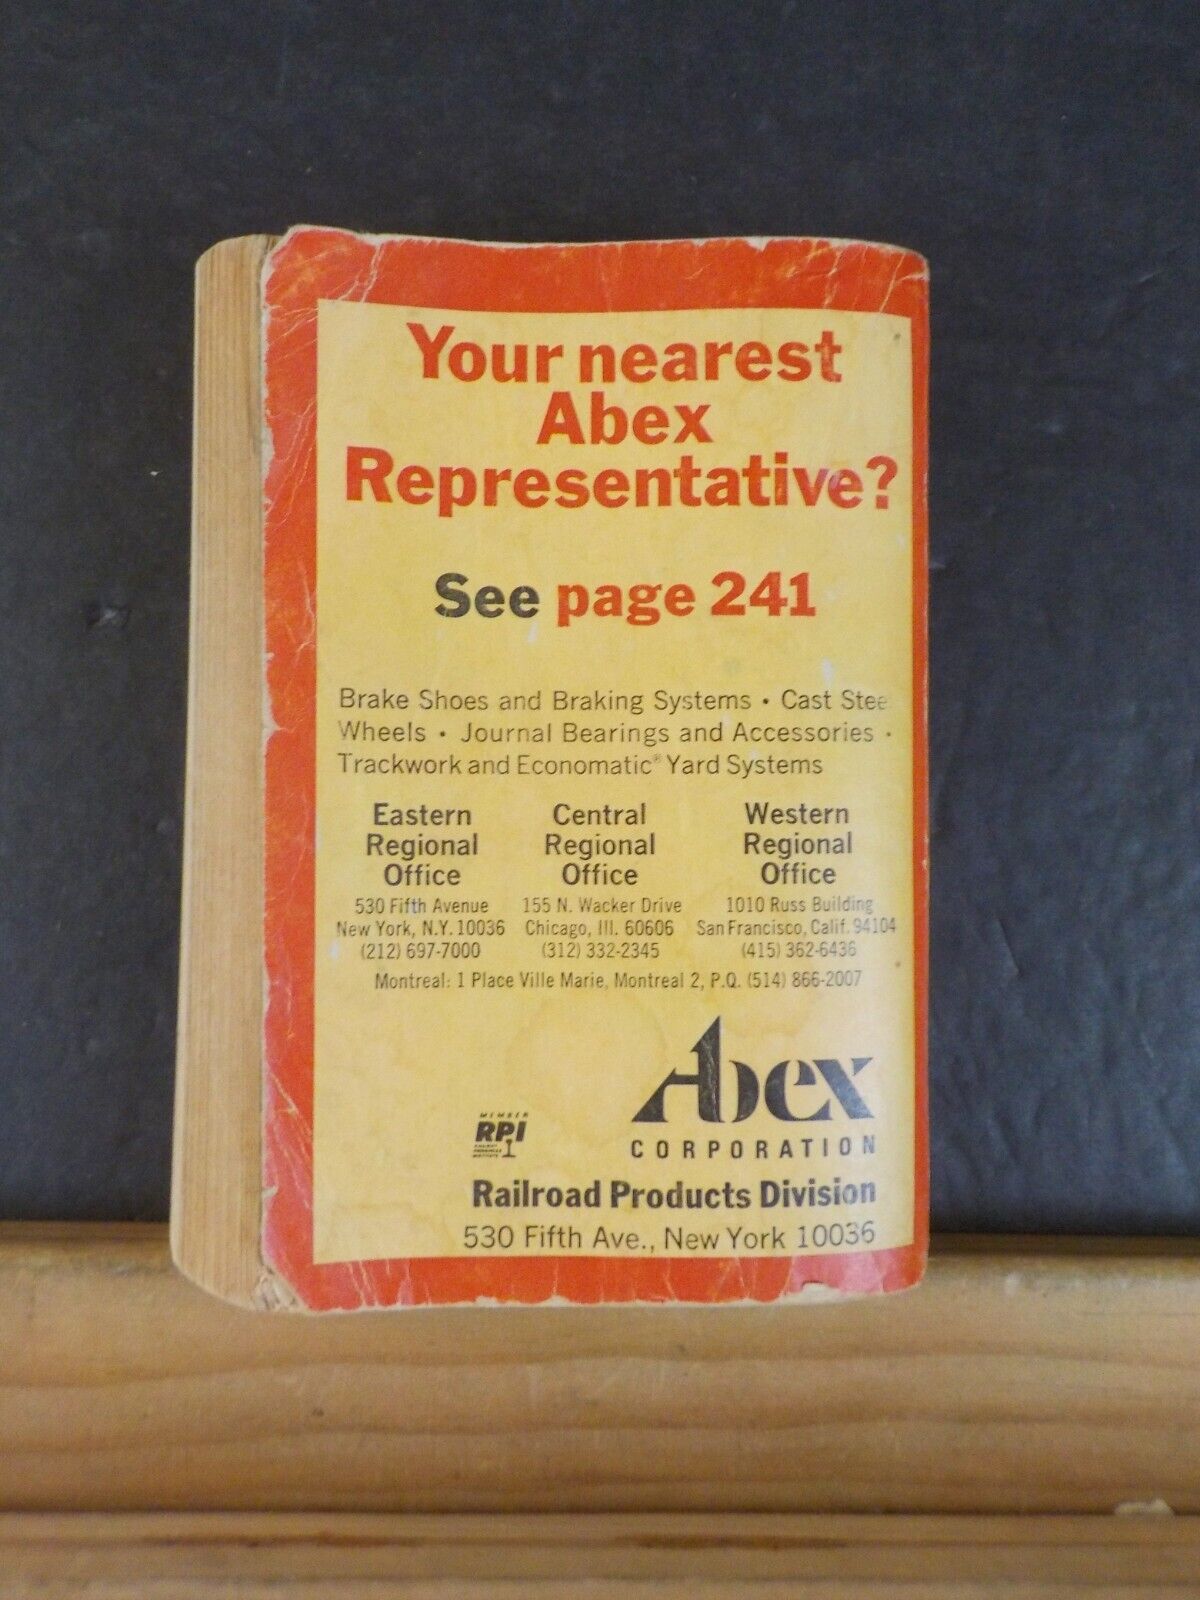 Your nearest
Abex
Representative?
See page 241
Brake Shoes and Braking Systems • Cast Stee
Wheels • Journal Bearings and Accessories •
Trackwork and Economatic® Yard Systems
Eastern
Regional
Office
530 Fifth Avenue
New York, N.Y. 10036
(212) 697-7000
Central
Regional
Office
155 N. Wacker Drive
Chicago, Ill. 60606
(312) 332-2345
Western
Regional
Office
1010 Russ Building
San Francisco, Calif. 94104
(415) 362-6436
Montreal: 1 Place Ville Marie, Montreal 2, P.Q. (514) 866-2007
MEMBER
RPI
Abex
CORPORATION
Railroad Products Division
530 Fifth Ave., New York 10036